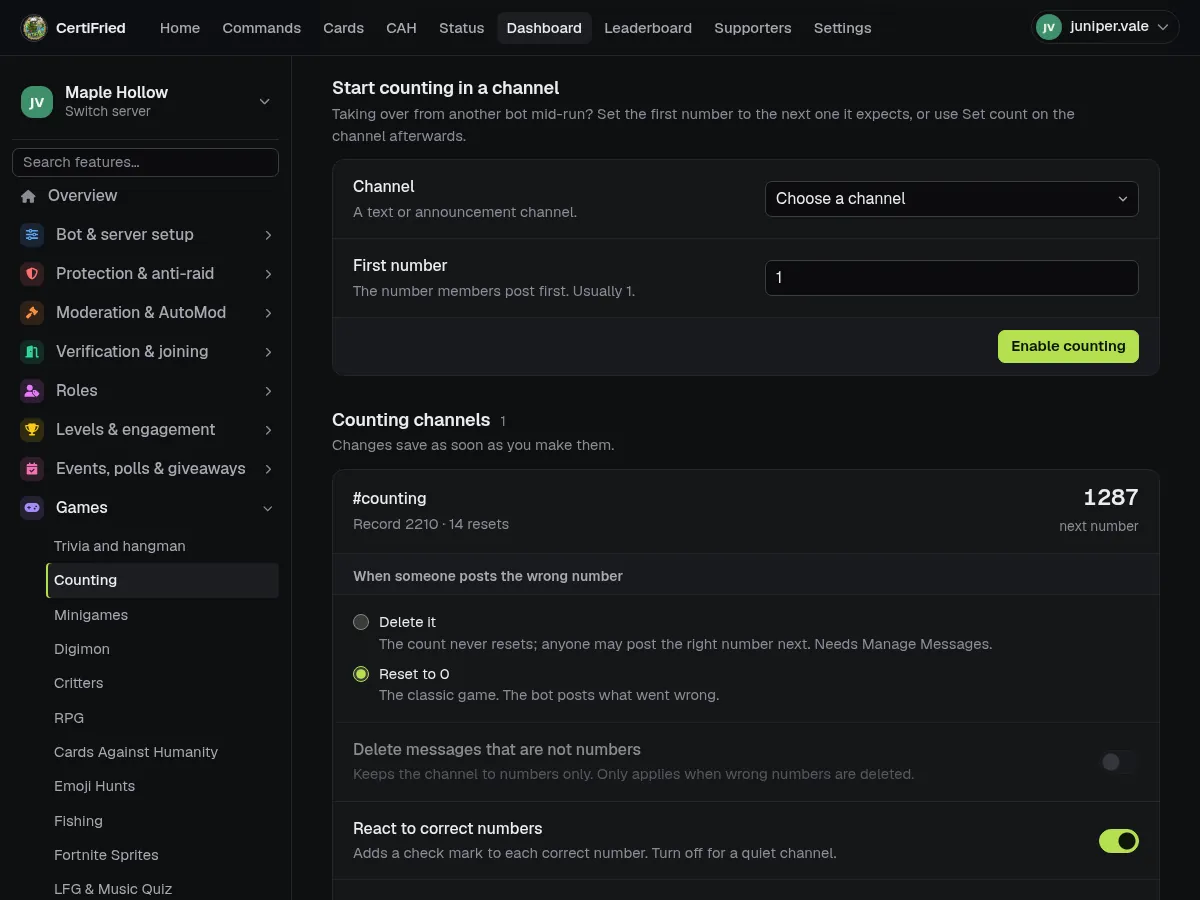 CertiFried
Home
Commands
Cards
CAH
Status
Dashboard
Leaderboard
Supporters
Settings
JV
juniper.vale
JV
Maple Hollow
Switch server
Search features...
Overview
Bot & server setup
Protection & anti-raid
Moderation & AutoMod
Verification & joining
Roles
Levels & engagement
Events, polls & giveaways
Games
Trivia and hangman
Counting
Minigames
Digimon
Critters
RPG
Cards Against Humanity
Emoji Hunts
Fishing
Fortnite Sprites
LFG & Music Quiz
Start counting in a channel
Taking over from another bot mid-run? Set the first number to the next one it expects, or use Set count on the
channel afterwards.
Channel
A text or announcement channel.
Choose a channel
First number
The number members post first. Usually 1.
1
Enable counting
Counting channels 1
Changes save as soon as you make them.
#counting
Record 2210 · 14 resets
1287
next number
When someone posts the wrong number
Delete it
The count never resets; anyone may post the right number next. Needs Manage Messages.
Reset to 0
The classic game. The bot posts what went wrong.
Delete messages that are not numbers
Keeps the channel to numbers only. Only applies when wrong numbers are deleted.
React to correct numbers
Adds a check mark to each correct number. Turn off for a quiet channel.